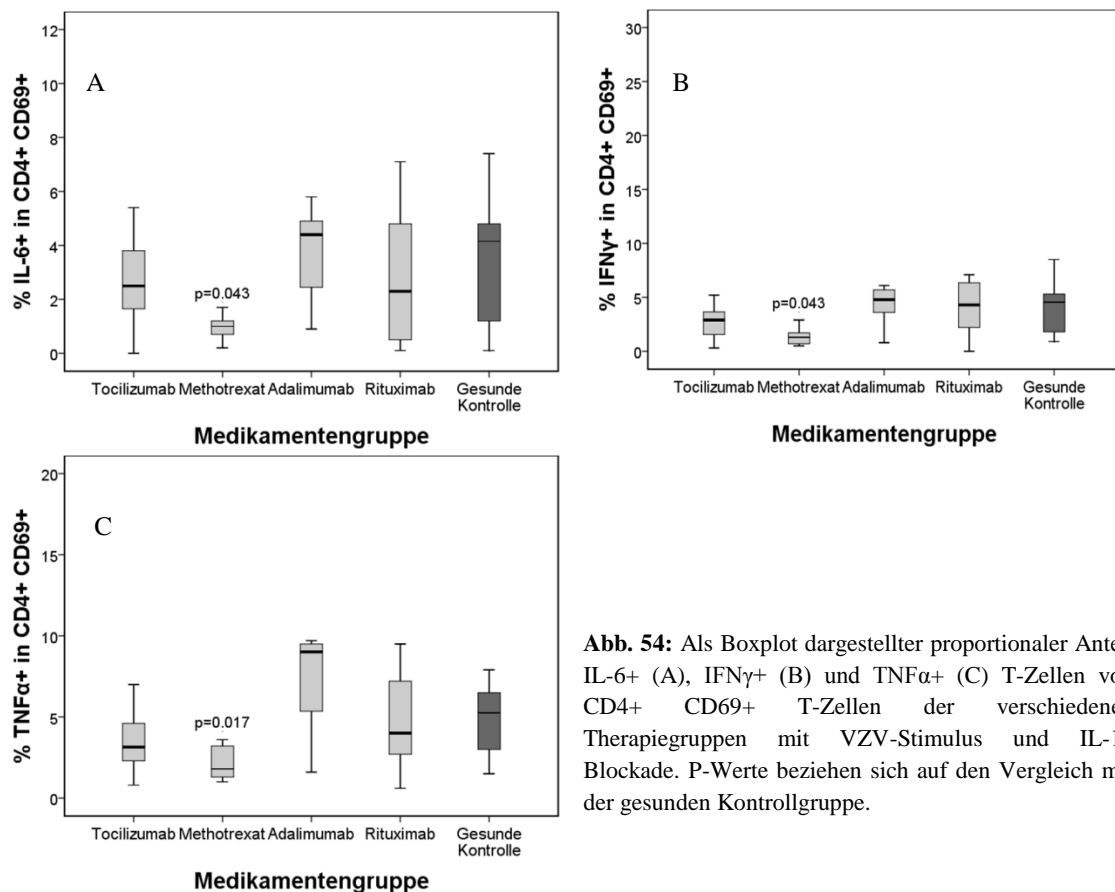 12
10
8
6
4
2
0
% IL-6+ in CD4+ CD69+
A
p=0.043
Tocilizumab Methotrexat Adalimumab Rituximab Gesunde
Kontrolle
Medikamentengruppe
30
25
20
15
10
5
0
% IFNγ+ in CD4+ CD69+
B
p=0.043
Tocilizumab Methotrexat Adalimumab Rituximab Gesunde
Kontrolle
Medikamentengruppe
20
15
10
5
0
% TNFα+ in CD4+ CD69+
C
p=0.017
Tocilizumab Methotrexat Adalimumab Rituximab Gesunde
Kontrolle
Medikamentengruppe
Abb. 54: Als Boxplot dargestellter proportionaler Ante
IL-6+ (A), IFNγ+ (B) und TNFα+ (C) T-Zellen vo
CD4+ CD69+ T-Zellen der verschiedene
Therapiegruppen mit VZV-Stimulus und IL-1
Blockade. P-Werte beziehen sich auf den Vergleich m
der gesunden Kontrollgruppe.